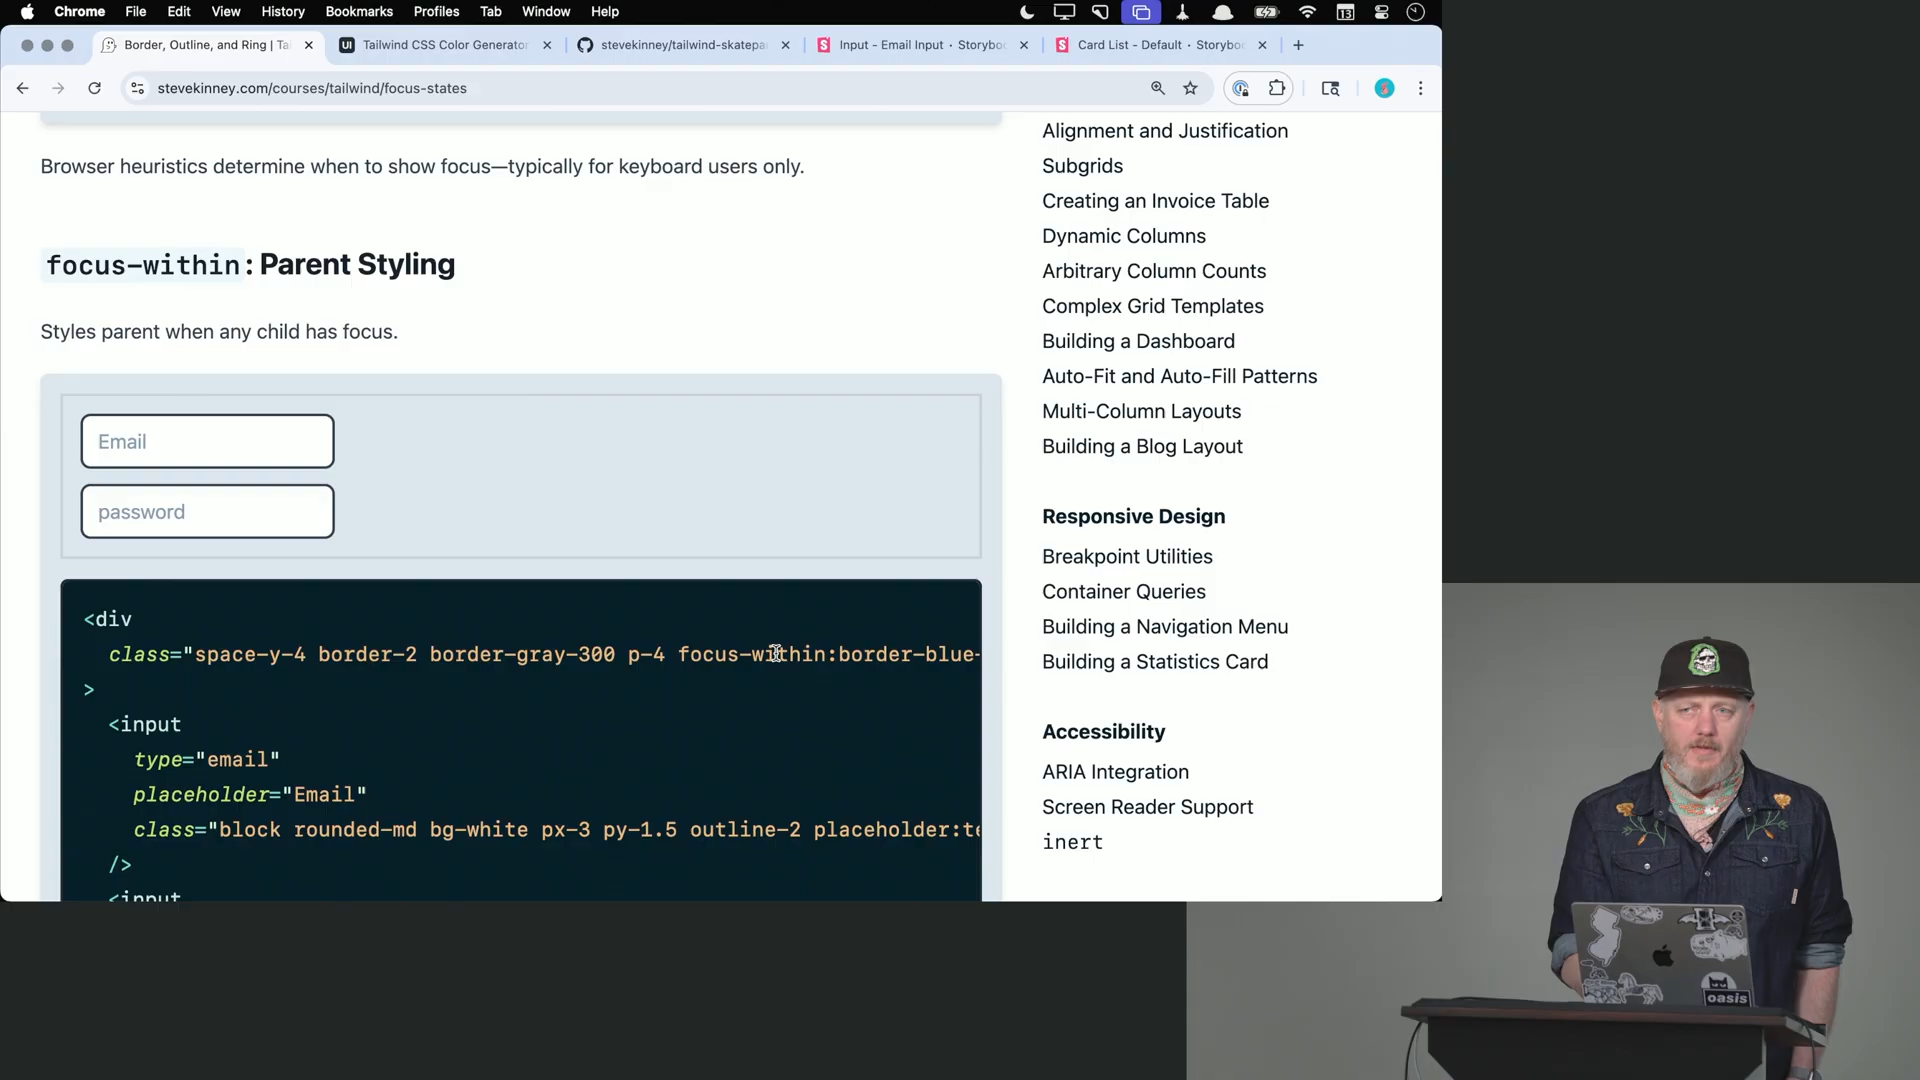 Chrome File Edit View History Bookmarks Profiles Tab Window Help
13
Border, Outline, and Ring | Tai
UI Tailwind CSS Color Generator
stevekinney/tailwind-skatepa
Input - Email Input · Storyboo
Card List - Default · Storyboo
stevekinney.com/courses/tailwind/focus-states
Browser heuristics determine when to show focus—typically for keyboard users only.
focus-within: Parent Styling
Styles parent when any child has focus.
Email
password
<div
class="space-y-4 border-2 border-gray-300 p-4 focus-within:border-blue-
>
<input
type="email"
placeholder="Email"
class="block rounded-md bg-white px-3 py-1.5 outline-2 placeholder:te
/>
<input
Alignment and Justification
Subgrids
Creating an Invoice Table
Dynamic Columns
Arbitrary Column Counts
Complex Grid Templates
Building a Dashboard
Auto-Fit and Auto-Fill Patterns
Multi-Column Layouts
Building a Blog Layout
Responsive Design
Breakpoint Utilities
Container Queries
Building a Navigation Menu
Building a Statistics Card
Accessibility
ARIA Integration
Screen Reader Support
inert
oasis